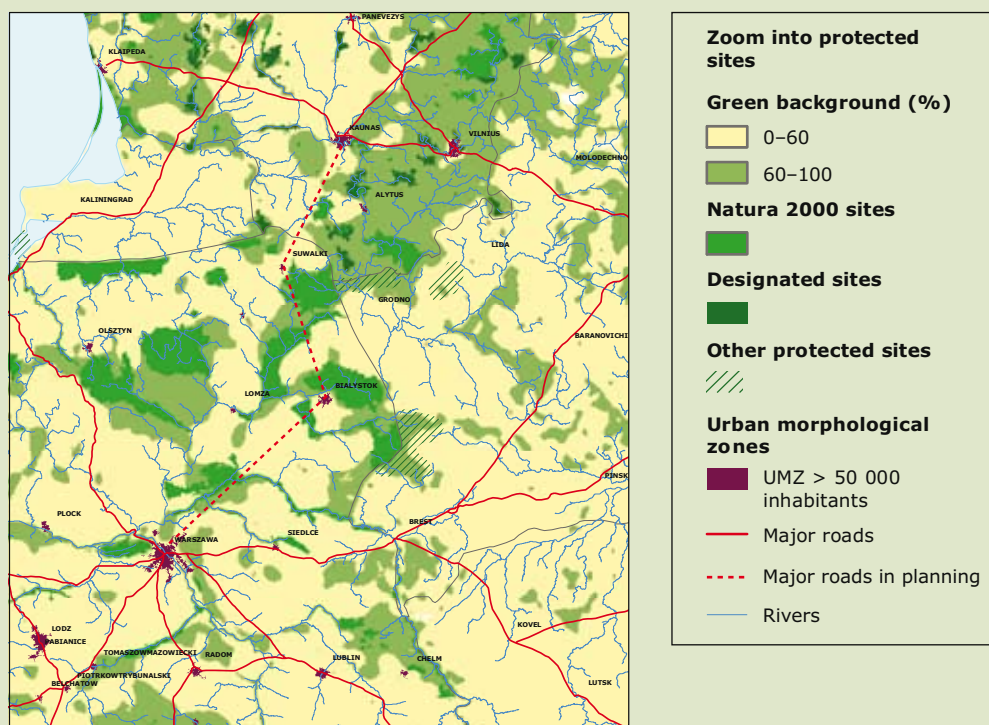 PANEVEZYS
KLAIPEDA
KAUNAS
VILNIUS
MOLODECHNO
ALYTUS
KALININGRAD
LIDA
SUWALKI
GRODNO
OLSZTYN
BARANOVICHI
BIALYSTOK
LOMZA
PINSK
PLOCK
BREST
SIEDLCE
WARSZAWA
KOVEL
LODZ
PABIANICE
TOMASZOWMAZOWIECKI
RADOM
LUBLIN
CHELM
PIOTRKOWTRYBUNALSKI
BELCHATOW
LUTSK
Zoom into protected
sites
Green background (%)
0–60
60–100
Natura 2000 sites
Designated sites
Other protected sites
Urban morphological
zones
UMZ > 50 000
inhabitants
Major roads
Major roads in planning
Rivers